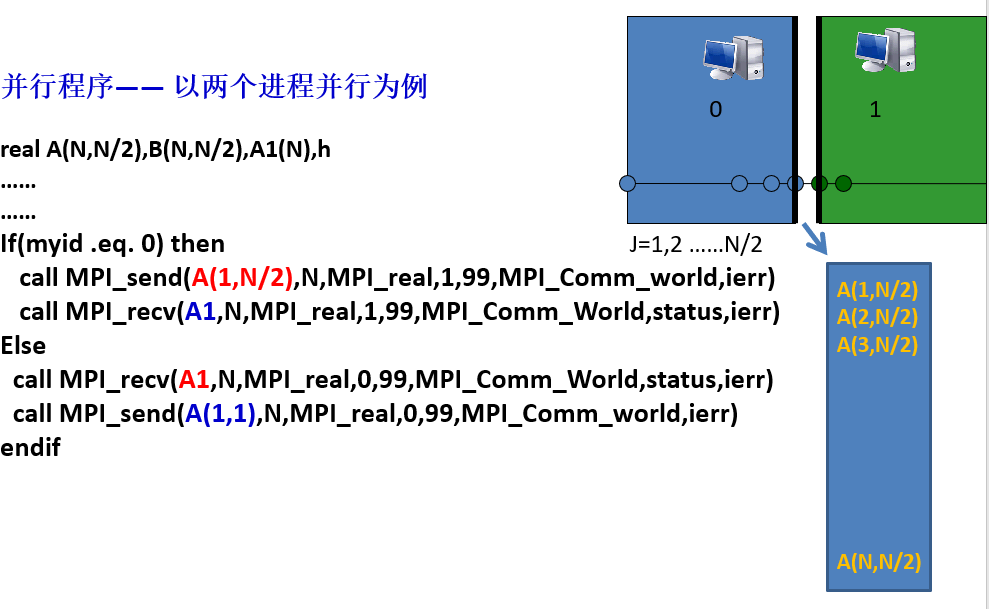 并行程序—— 以两个进程并行为例
real A(N,N/2),B(N,N/2),A1(N),h
……
……
If(myid .eq. 0) then
call MPI_send(A(1,N/2),N,MPI_real,1,99,MPI_Comm_world,ierr)
call MPI_recv(A1,N,MPI_real,1,99,MPI_Comm_World,status,ierr)
Else
call MPI_recv(A1,N,MPI_real,0,99,MPI_Comm_World,status,ierr)
call MPI_send(A(1,1),N,MPI_real,0,99,MPI_Comm_world,ierr)
endif
0
1
J=1,2 ……N/2
A(1,N/2)
A(2,N/2)
A(3,N/2)
A(N,N/2)